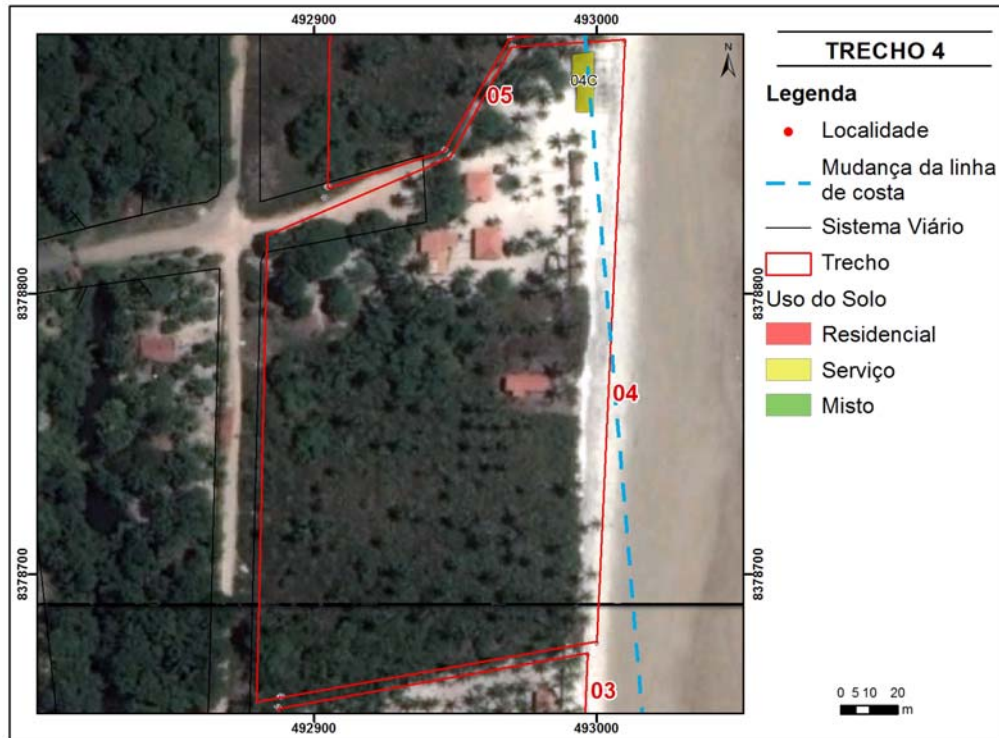 492900
493000
N
TRECHO 4
Legenda
Localidade
Mudança da linha
de costa
Sistema Viário
Trecho
Uso do Solo
Residencial
Serviço
Misto
04C
05
04
03
8378800
8378800
8378700
8378700
492900
493000
0 5 10 20
m